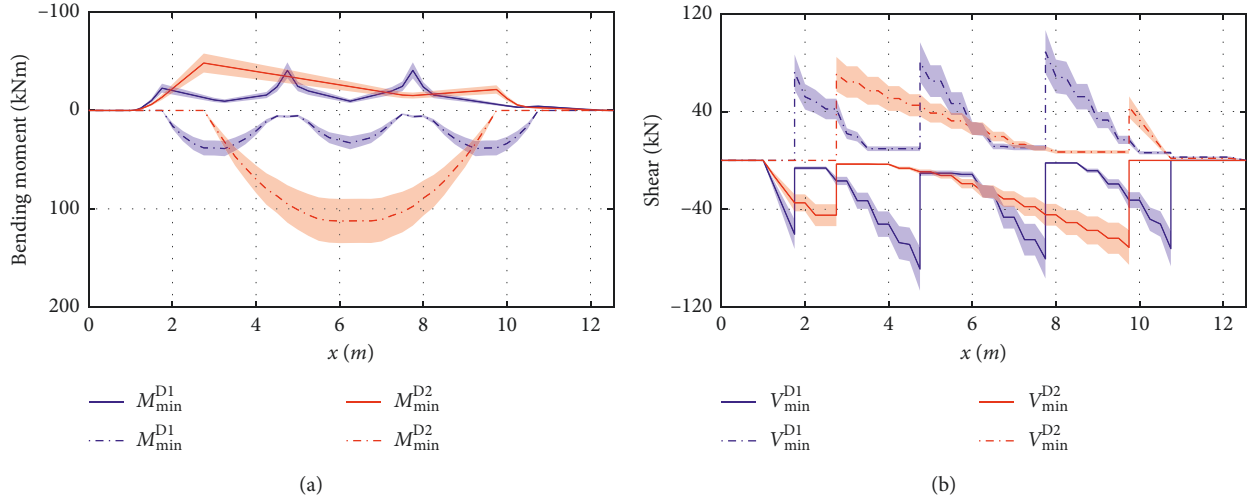 −100
0
100
200
Bending moment (kNm)
0 2 4 6 8 10 12
x (m)
M_min^D1 M_min^D2
M_min^D1 M_min^D2
(a)
120
40
−40
−120
Shear (kN)
0 2 4 6 8 10 12
x (m)
V_min^D1 V_min^D2
V_min^D1 V_min^D2
(b)